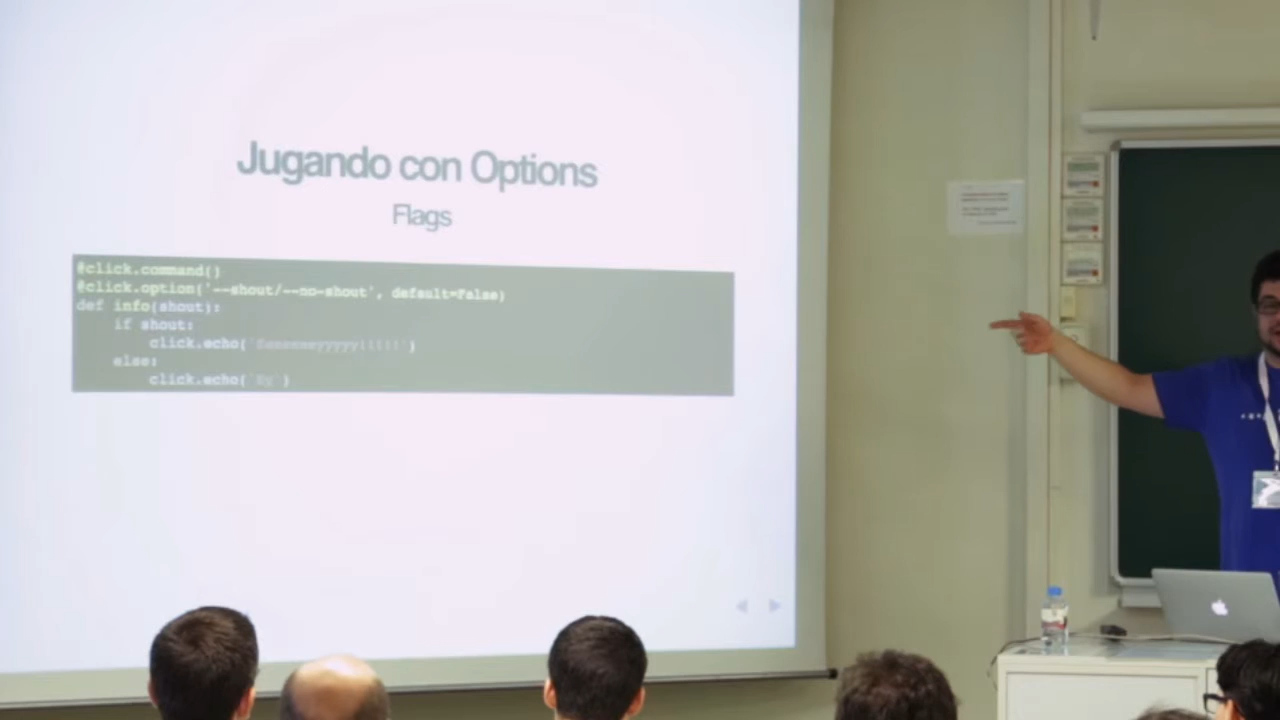 Jugando con Options
Flags
@click.command()
@click.option('--shout/--no-shout', default=False)
def info(shout):
if shout:
click.echo(
else:
click.echo(